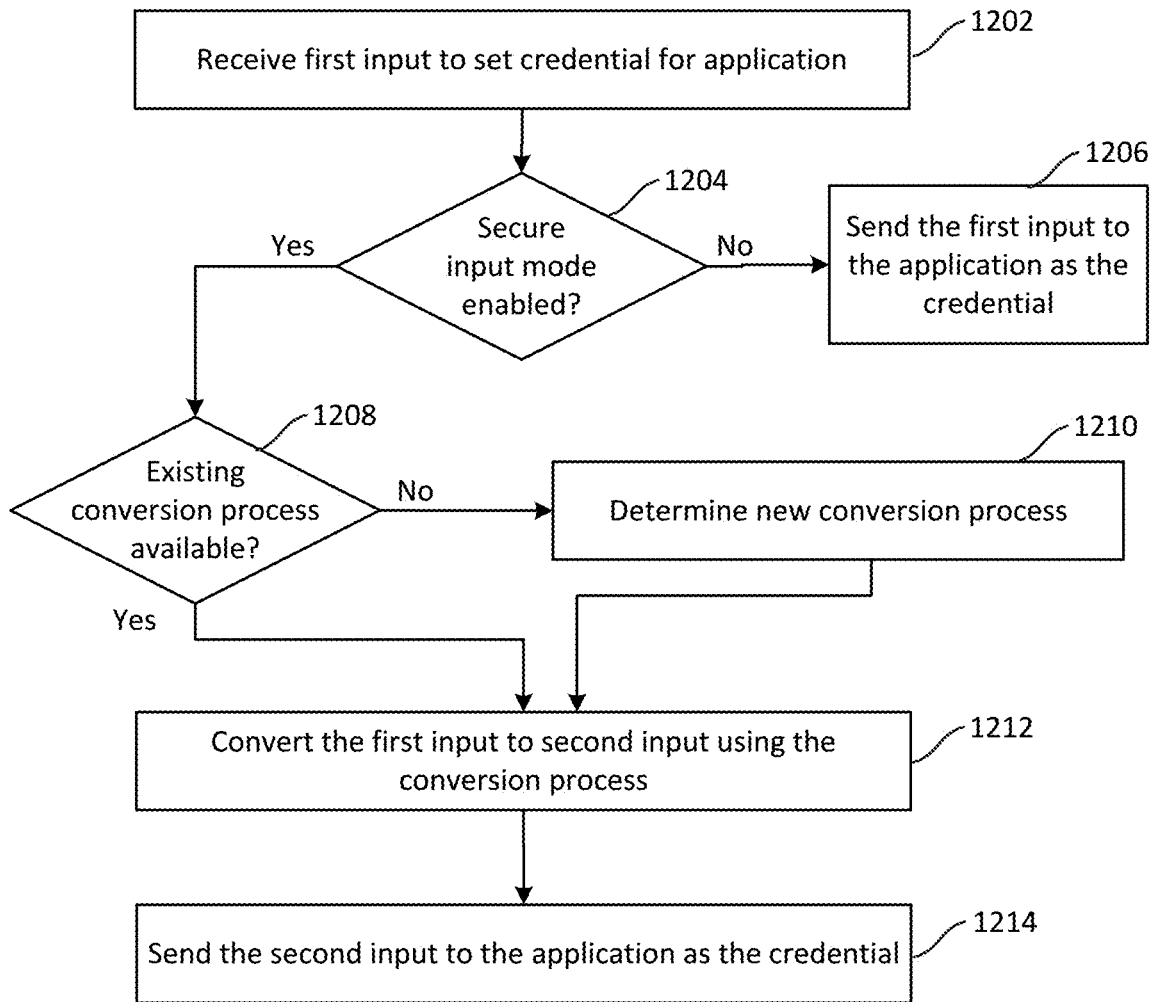 1202
Receive first input to set credential for application
1204
1206
Secure
input mode
enabled?
Yes
No
Send the first input to
the application as the
credential
1208
Existing
conversion process
available?
No
Yes
1210
Determine new conversion process
1212
Convert the first input to second input using the
conversion process
1214
Send the second input to the application as the credential